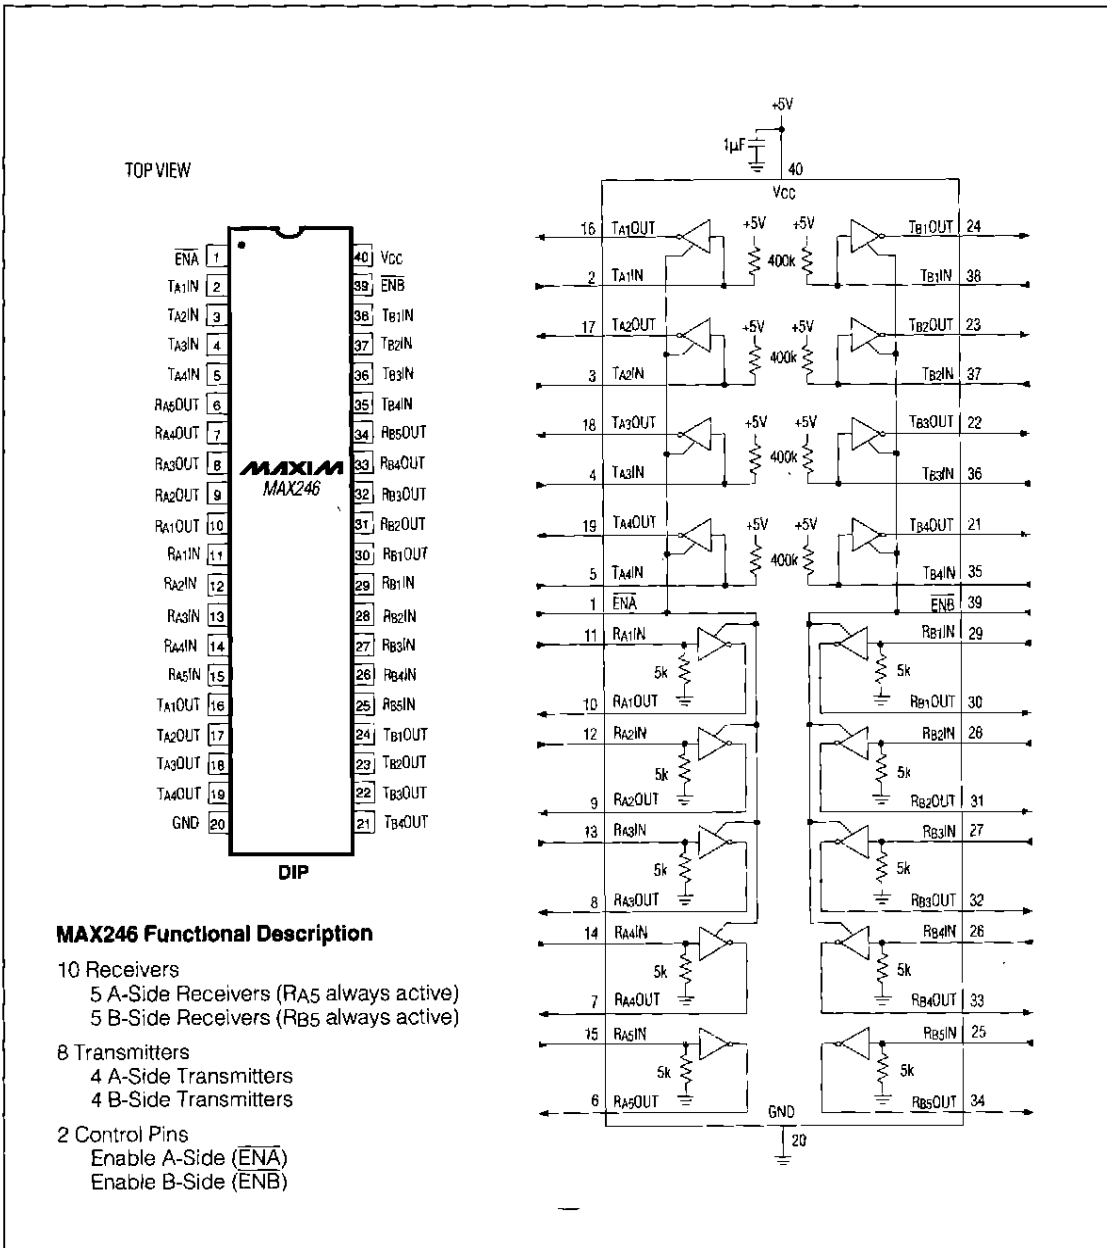 TOP VIEW
ENA 1
TA1IN 2
TA2IN 3
TA3IN 4
TA4IN 5
RA5OUT 6
RA4OUT 7
RA3OUT 8
RA2OUT 9
RA1OUT 10
RA1IN 11
RA2IN 12
RA3IN 13
RA4IN 14
RA5IN 15
TA1OUT 16
TA2OUT 17
TA3OUT 18
TA4OUT 19
GND 20
MAXIM
MAX246
40 VCC
39 ENB
38 TB1IN
37 TB2IN
36 TB3IN
35 TB4IN
34 RB5OUT
33 RB4OUT
32 RB3OUT
31 RB2OUT
30 RB1OUT
29 RB1IN
28 RB2IN
27 RB3IN
26 RB4IN
25 RB5IN
24 TB1OUT
23 TB2OUT
22 TB3OUT
21 TB4OUT
DIP
MAX246 Functional Description
10 Receivers
5 A-Side Receivers (RA5 always active)
5 B-Side Receivers (RB5 always active)
8 Transmitters
4 A-Side Transmitters
4 B-Side Transmitters
2 Control Pins
Enable A-Side (ENA)
Enable B-Side (ENB)
+5V
1µF
40
VCC
16 TA1OUT +5V +5V TB1OUT 24
400k
2 TA1IN TB1IN 38
17 TA2OUT +5V +5V TB2OUT 23
400k
3 TA2IN TB2IN 37
18 TA3OUT +5V +5V TB3OUT 22
400k
4 TA3IN TB3IN 36
19 TA4OUT +5V +5V TB4OUT 21
400k
5 TA4IN TB4IN 35
1 ENA ENB 39
11 RA1IN RB1IN 29
5k 5k
10 RA1OUT RB1OUT 30
12 RA2IN RB2IN 28
5k 5k
9 RA2OUT RB2OUT 31
13 RA3IN RB3IN 27
5k 5k
8 RA3OUT RB3OUT 32
14 RA4IN RB4IN 26
5k 5k
7 RA4OUT RB4OUT 33
15 RA5IN RB5IN 25
5k 5k
6 RA5OUT RB5OUT 34
GND
20